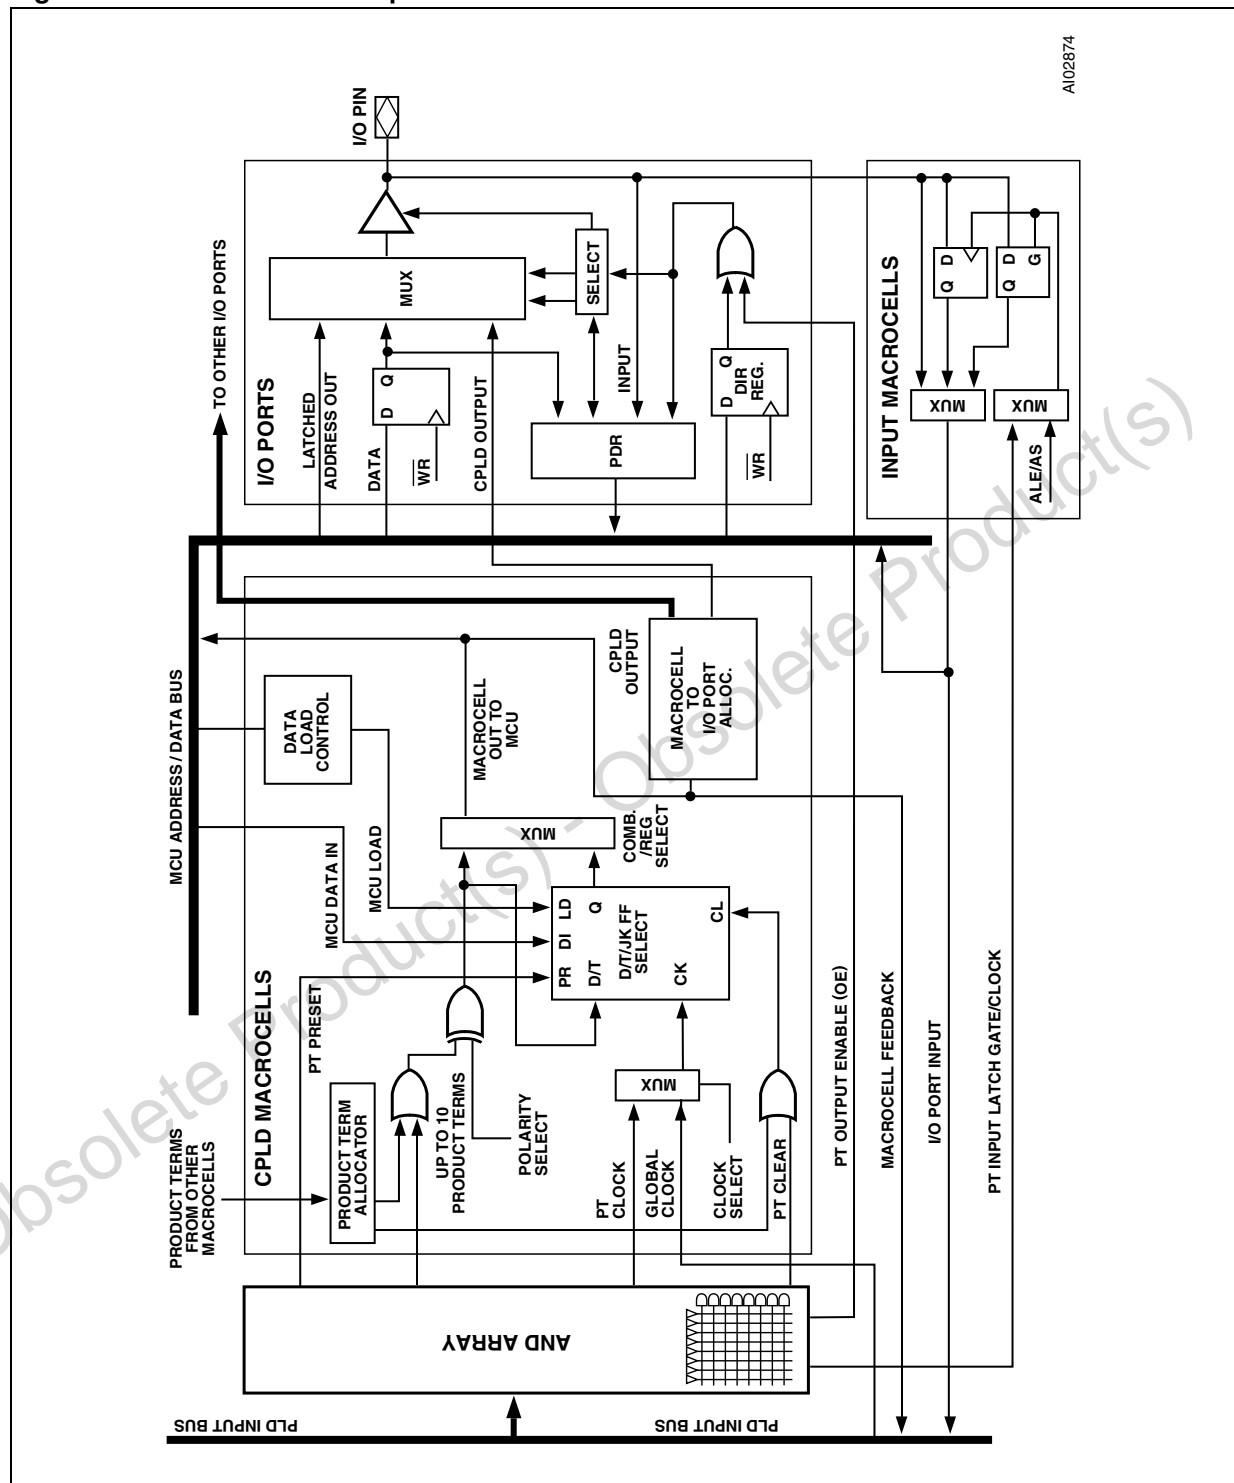 AI02874
I/O PIN
TO OTHER I/O PORTS
I/O PORTS
LATCHED
ADDRESS OUT
DATA
WR
D Q
MUX
CPLD OUTPUT
SELECT
INPUT
PDR
D Q
DIR
REG.
WR
INPUT MACROCELLS
Q D
Q D
G
MUX
MUX
ALE/AS
MCU ADDRESS / DATA BUS
DATA
LOAD
CONTROL
MCU DATA IN
MCU LOAD
MACROCELL
OUT TO
MCU
CPLD
OUTPUT
MACROCELL
TO
I/O PORT
ALLOC.
MUX
COMB.
/REG
SELECT
PR DI LD
D/T Q
D/T/JK FF
SELECT
CK
CL
CPLD MACROCELLS
PT PRESET
PRODUCT TERMS
FROM OTHER
MACROCELLS
PRODUCT TERM
ALLOCATOR
UP TO 10
PRODUCT TERMS
POLARITY
SELECT
MUX
PT
CLOCK
GLOBAL
CLOCK
CLOCK
SELECT
PT CLEAR
PT OUTPUT ENABLE (OE)
MACROCELL FEEDBACK
I/O PORT INPUT
PT INPUT LATCH GATE/CLOCK
AND ARRAY
PLD INPUT BUS
PLD INPUT BUS
Obsolete Product(s) - Obsolete Product(s)